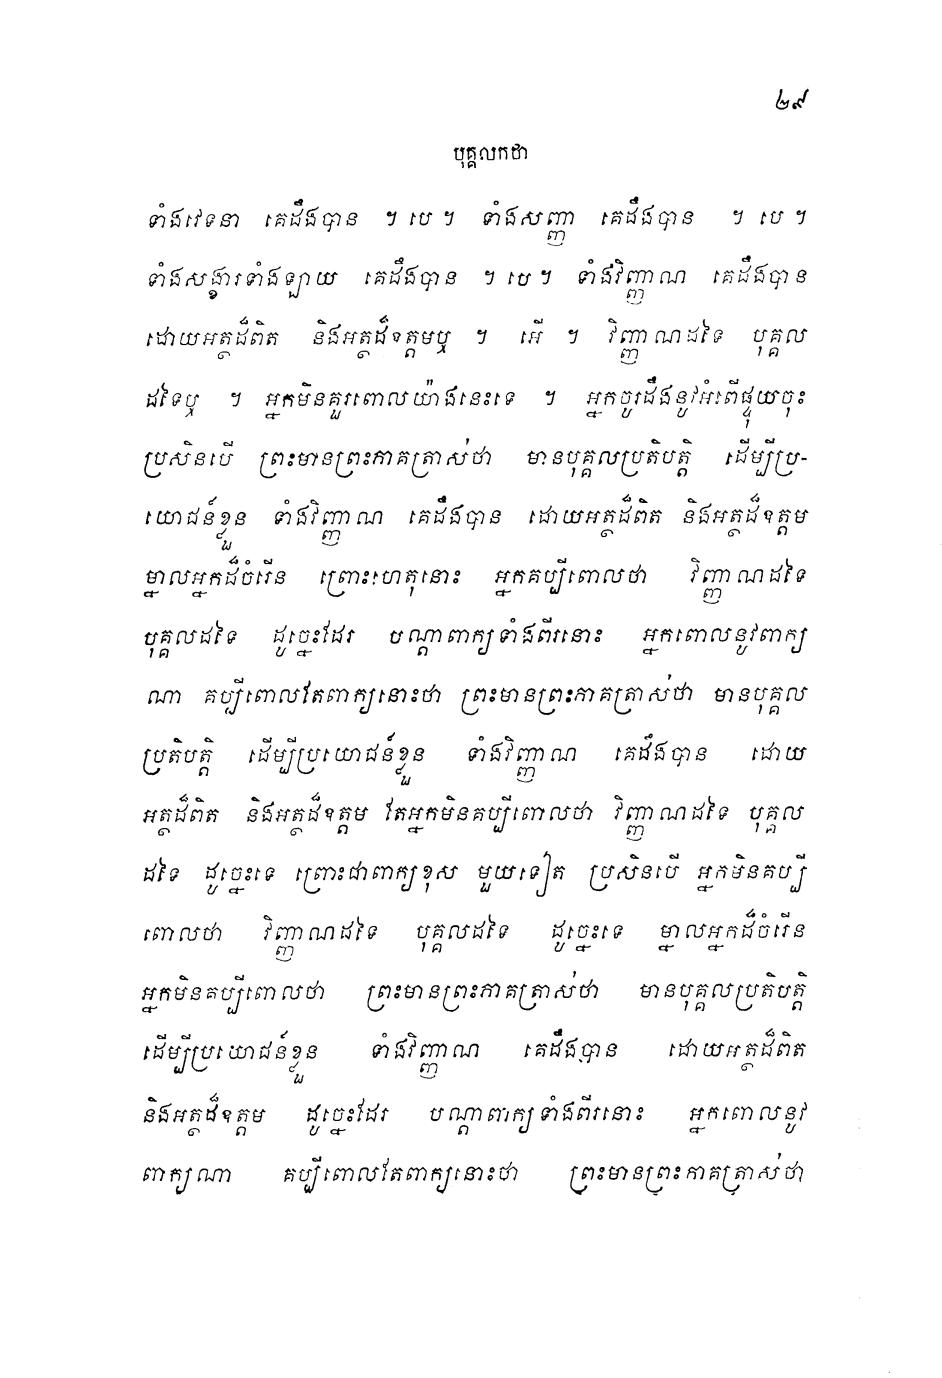 ២៩
បុគ្គលកថា
ទាំងវេទនា គេដឹងបាន ។ បេ ។ ទាំងសញ្ញា គេដឹងបាន ។ បេ ។
ទាំងសង្ខារទាំងឡាយ គេដឹងបាន ។ បេ ។ ទាំងវិញ្ញាណ គេដឹងបាន
ដោយអត្ថដ៏ពិត និងអត្ថដ៏ឧត្តមឬ ។ អើ ។ វិញ្ញាណដទៃ បុគ្គល
ដទៃឬ ។ អ្នកមិនគួរពោលយ៉ាងនេះទេ ។ អ្នកចូរដឹងនូវអំពើផ្ទុយចុះ
ប្រសិនបើ ព្រះមានព្រះភាគត្រាស់ថា មានបុគ្គលប្រតិបត្តិ ដើម្បីប្រ-
យោជន៍ខ្លួន ទាំងវិញ្ញាណ គេដឹងបាន ដោយអត្ថដ៏ពិត និងអត្ថដ៏ឧត្តម
ម្នាលអ្នកដ៏ចំរើន ព្រោះហេតុនោះ អ្នកគប្បីពោលថា វិញ្ញាណដទៃ
បុគ្គលដទៃ ដូច្នេះដែរ បណ្តាពាក្យទាំងពីរនោះ អ្នកពោលនូវពាក្យ
ណា គប្បីពោលតែពាក្យនោះថា ព្រះមានព្រះភាគត្រាស់ថា មានបុគ្គល
ប្រតិបត្តិ ដើម្បីប្រយោជន៍ខ្លួន ទាំងវិញ្ញាណ គេដឹងបាន ដោយ
អត្ថដ៏ពិត និងអត្ថដ៏ឧត្តម តែអ្នកមិនគប្បីពោលថា វិញ្ញាណដទៃ បុគ្គល
ដទៃ ដូច្នេះទេ ព្រោះជាពាក្យខុស មួយទៀត ប្រសិនបើ អ្នកមិនគប្បី
ពោលថា វិញ្ញាណដទៃ បុគ្គលដទៃ ដូច្នេះទេ ម្នាលអ្នកដ៏ចំរើន
អ្នកមិនគប្បីពោលថា ព្រះមានព្រះភាគត្រាស់ថា មានបុគ្គលប្រតិបត្តិ
ដើម្បីប្រយោជន៍ខ្លួន ទាំងវិញ្ញាណ គេដឹងបាន ដោយអត្ថដ៏ពិត
និងអត្ថដ៏ឧត្តម ដូច្នេះដែរ បណ្តាពាក្យទាំងពីរនោះ អ្នកពោលនូវ
ពាក្យណា គប្បីពោលតែពាក្យនោះថា ព្រះមានព្រះភាគត្រាស់ថា